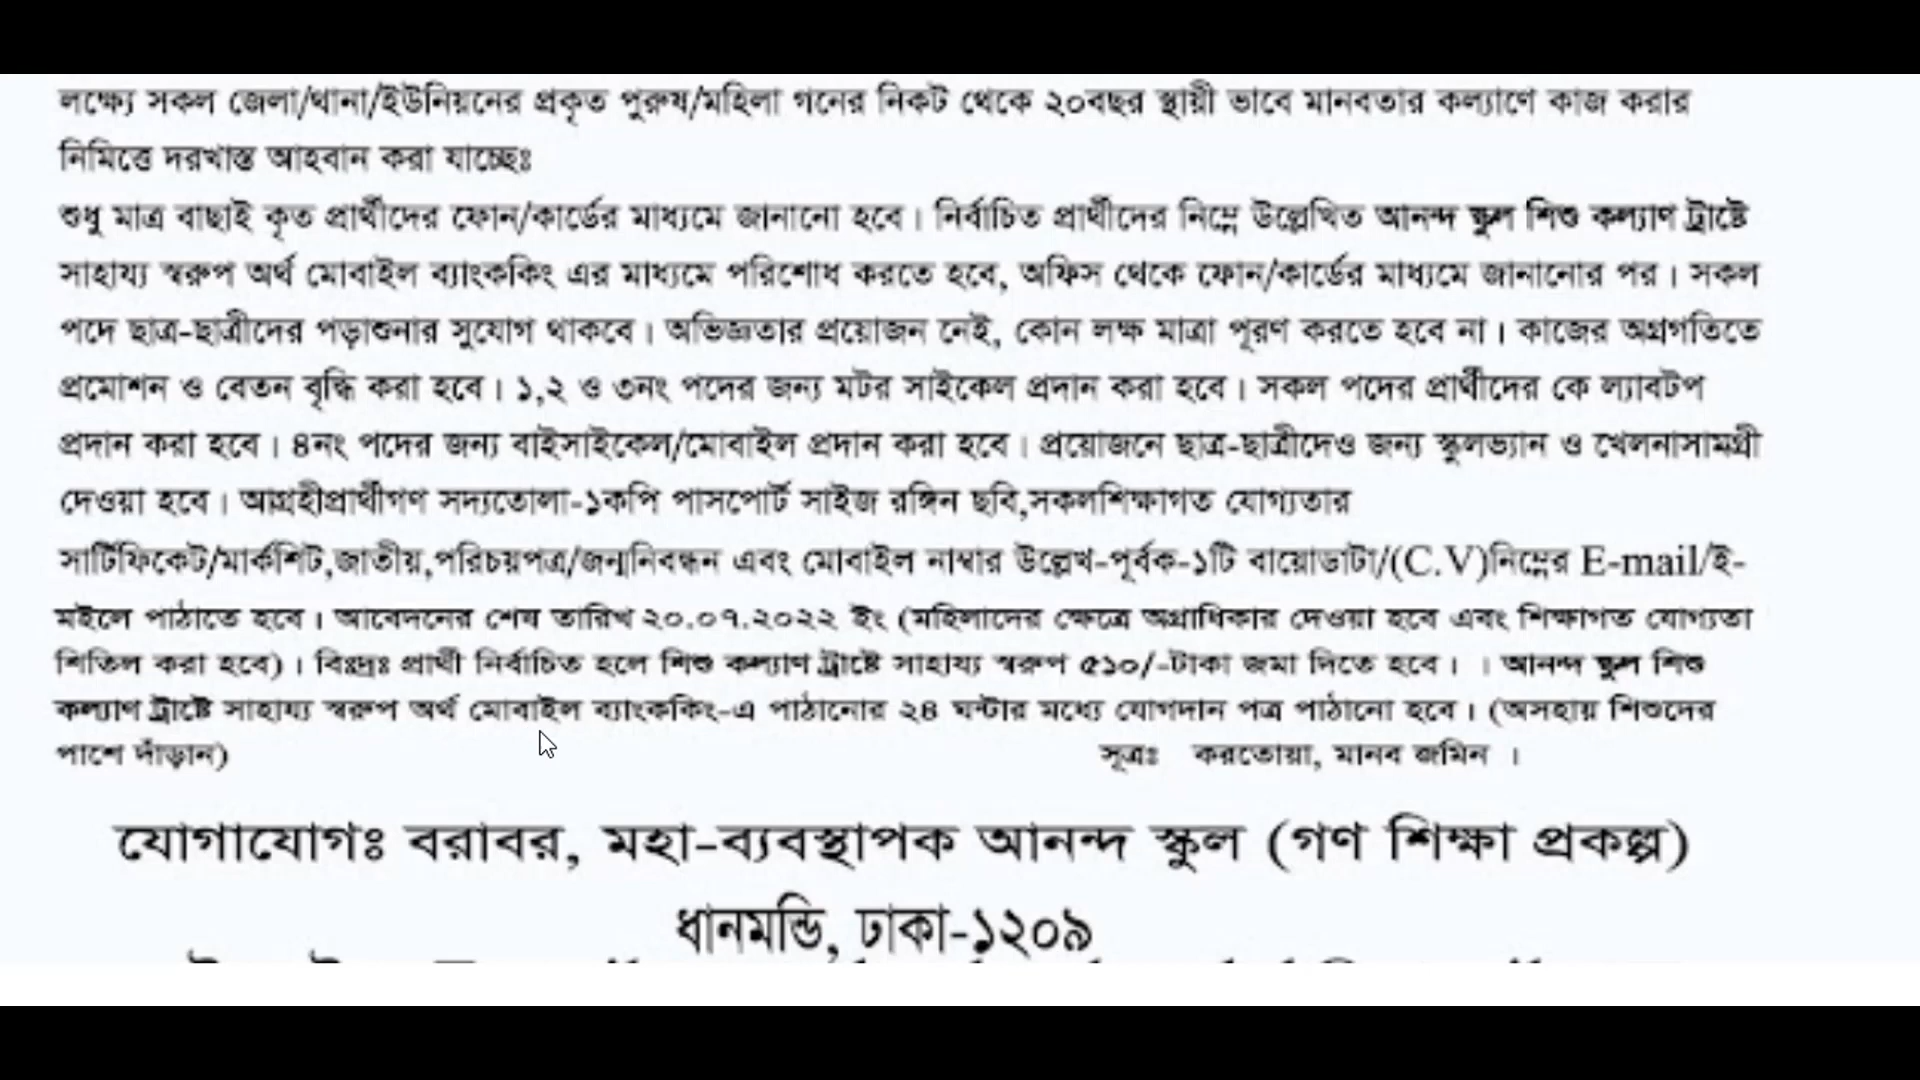 লক্ষ্যে সকল জেলা/থানা/ইউনিয়নের প্রকৃত পুরুষ/মহিলা গনের নিকট থেকে ২০বছর স্থায়ী ভাবে মানবতার কল্যাণে কাজ করার
নিমিত্তে দরখাস্ত আহবান করা যাচ্ছেঃ
শুধু মাত্র বাছাই কৃত প্রার্থীদের ফোন/কার্ডের মাধ্যমে জানানো হবে। নির্বাচিত প্রার্থীদের নিম্নে উল্লেখিত আনন্দ স্কুল শিশু কল্যাণ ট্রাষ্টে
সাহায্য স্বরুপ অর্থ মোবাইল ব্যাংককিং এর মাধ্যমে পরিশোধ করতে হবে, অফিস থেকে ফোন/কার্ডের মাধ্যমে জানানোর পর। সকল
পদে ছাত্র-ছাত্রীদের পড়াশুনার সুযোগ থাকবে। অভিজ্ঞতার প্রয়োজন নেই, কোন লক্ষ মাত্রা পূরণ করতে হবে না। কাজের অগ্রগতিতে
প্রমোশন ও বেতন বৃদ্ধি করা হবে। ১,২ ও ৩নং পদের জন্য মটর সাইকেল প্রদান করা হবে। সকল পদের প্রার্থীদের কে ল্যাবটপ
প্রদান করা হবে। ৪নং পদের জন্য বাইসাইকেল/মোবাইল প্রদান করা হবে। প্রয়োজনে ছাত্র-ছাত্রীদেও জন্য স্কুলভ্যান ও খেলনাসামগ্রী
দেওয়া হবে। আগ্রহীপ্রার্থীগণ সদ্যতোলা-১কপি পাসপোর্ট সাইজ রঙ্গিন ছবি,সকলশিক্ষাগত যোগ্যতার
সার্টিফিকেট/মার্কশিট,জাতীয়,পরিচয়পত্র/জন্মনিবন্ধন এবং মোবাইল নাম্বার উল্লেখ-পূর্বক-১টি বায়োডাটা/(C.V)নিম্নের E-mail/ই-
মইলে পাঠাতে হবে। আবেদনের শেষ তারিখ ২০.০৭.২০২২ ইং (মহিলাদের ক্ষেত্রে অগ্রাধিকার দেওয়া হবে এবং শিক্ষাগত যোগ্যতা
শিতিল করা হবে)। বিঃদ্রঃ প্রার্থী নির্বাচিত হলে শিশু কল্যাণ ট্রাষ্টে সাহায্য স্বরুপ ৫১০/-টাকা জমা দিতে হবে। । আনন্দ স্কুল শিশু
কল্যাণ ট্রাষ্টে সাহায্য স্বরুপ অর্থ মোবাইল ব্যাংককিং-এ পাঠানোর ২৪ ঘন্টার মধ্যে যোগদান পত্র পাঠানো হবে। (অসহায় শিশুদের
পাশে দাঁড়ান) সূত্রঃ করতোয়া, মানব জমিন ।
যোগাযোগঃ বরাবর, মহা-ব্যবস্থাপক আনন্দ স্কুল (গণ শিক্ষা প্রকল্প)
ধানমন্ডি, ঢাকা-১২০৯